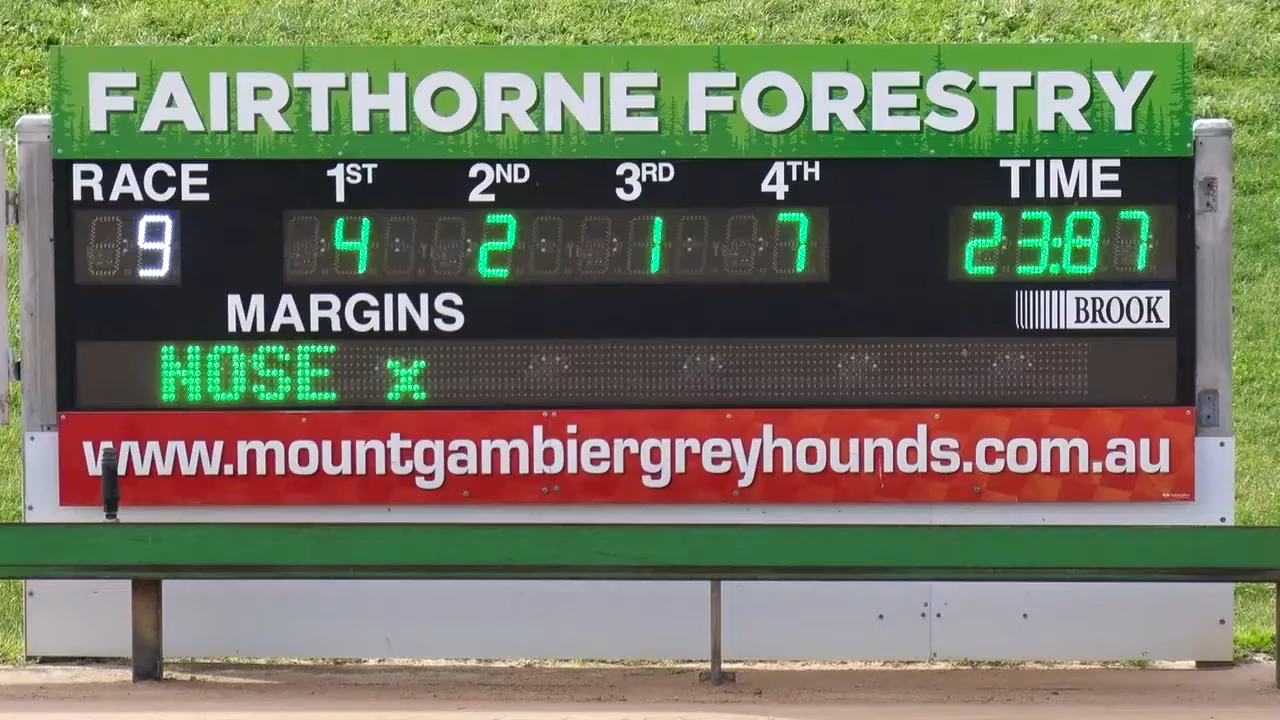 FAIRTHORNE FORESTRY
RACE 1ST 2ND 3RD 4TH TIME
9 4 2 1 7 23:87
MARGINS
BROOK
NOSE x
www.mountgambiergreyhounds.com.au